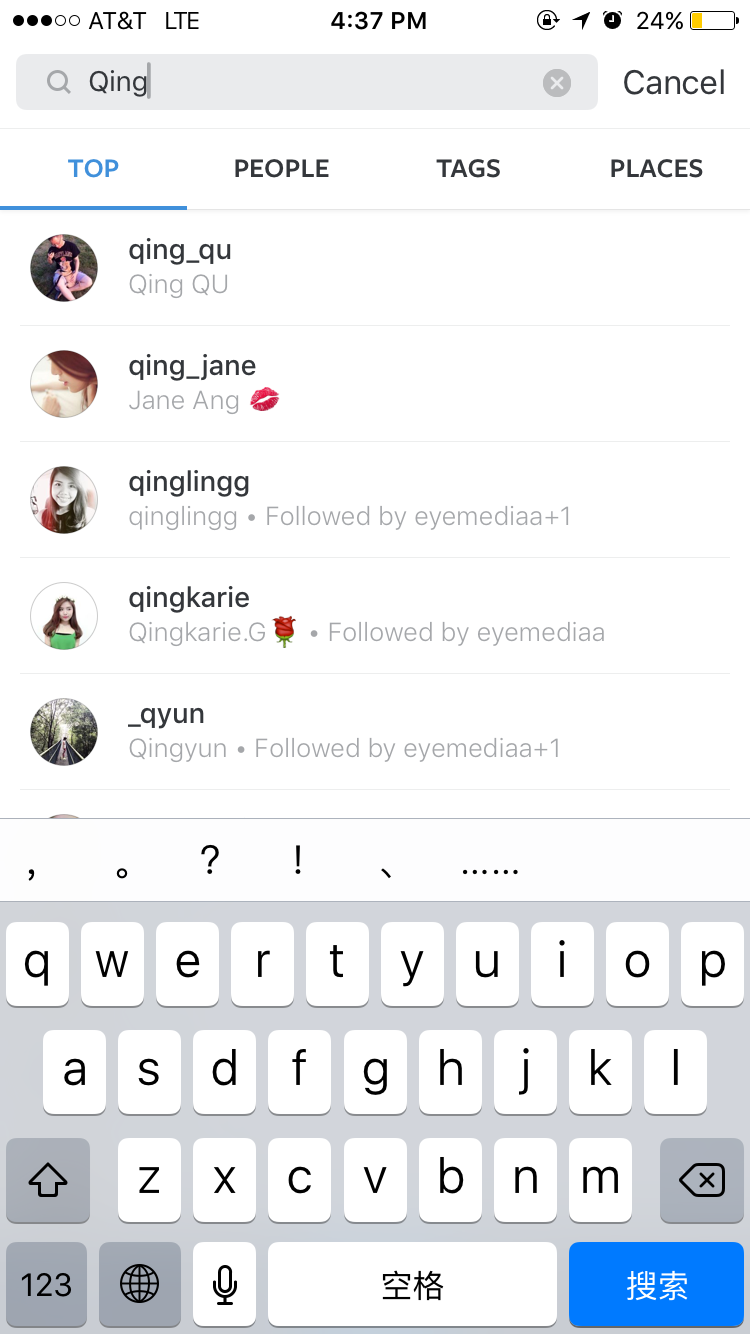 AT&T LTE 4:37 PM 24%
Qing Cancel
TOP PEOPLE TAGS PLACES
qing_qu
Qing QU
qing_jane
Jane Ang 💋
qinglingg
qinglingg • Followed by eyemediaa+1
qingkarie
Qingkarie.G🌹 • Followed by eyemediaa
_qyun
Qingyun • Followed by eyemediaa+1
， 。 ？ ！ 、 ……
q w e r t y u i o p
a s d f g h j k l
z x c v b n m
123 空格 搜索